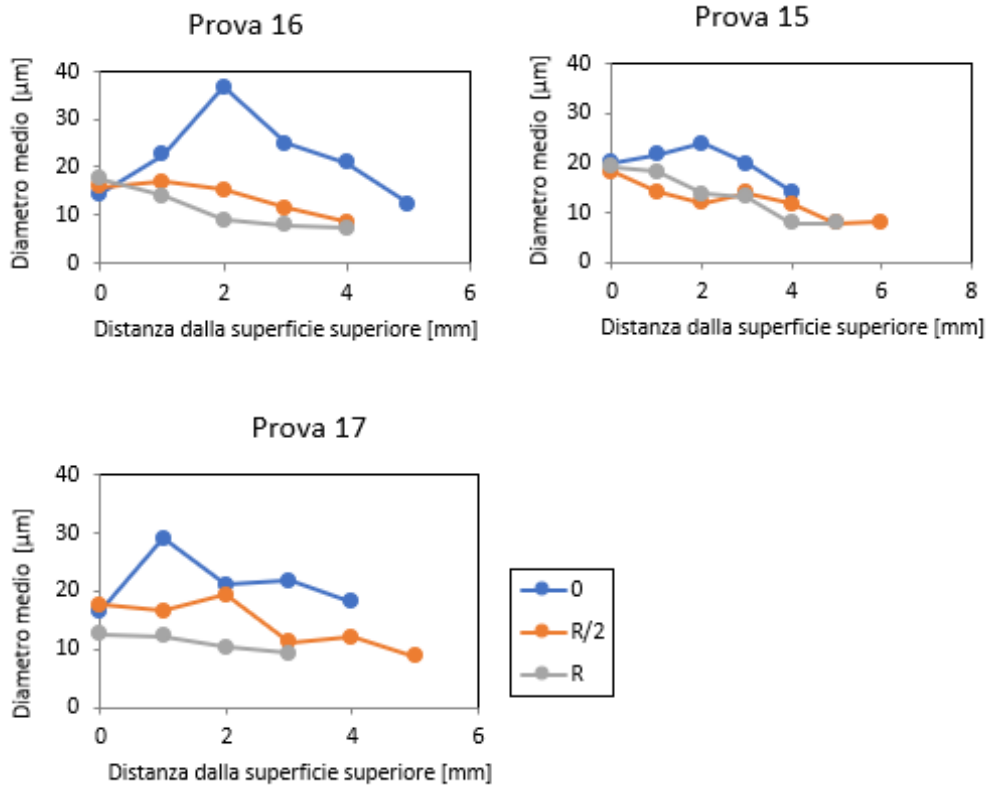 Prova 16
Diametro medio [µm]
40
30
20
10
0
0 2 4 6
Distanza dalla superficie superiore [mm]
Prova 15
Diametro medio [µm]
40
30
20
10
0
0 2 4 6 8
Distanza dalla superficie superiore [mm]
Prova 17
Diametro medio [µm]
40
30
20
10
0
0 2 4 6
Distanza dalla superficie superiore [mm]
0
R/2
R